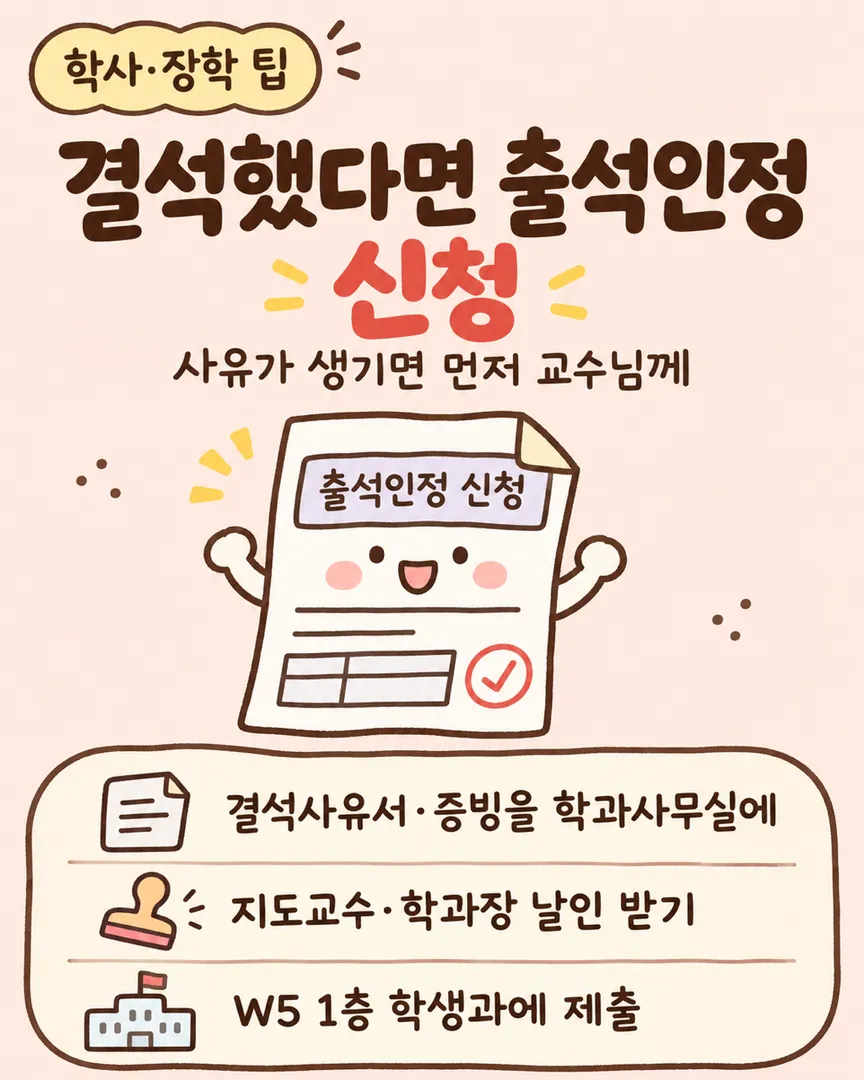 학사·장학 팁
결석했다면 출석인정
신청
사유가 생기면 먼저 교수님께
출석인정 신청
결석사유서·증빙을 학과사무실에
지도교수·학과장 날인 받기
W5 1층 학생과에 제출